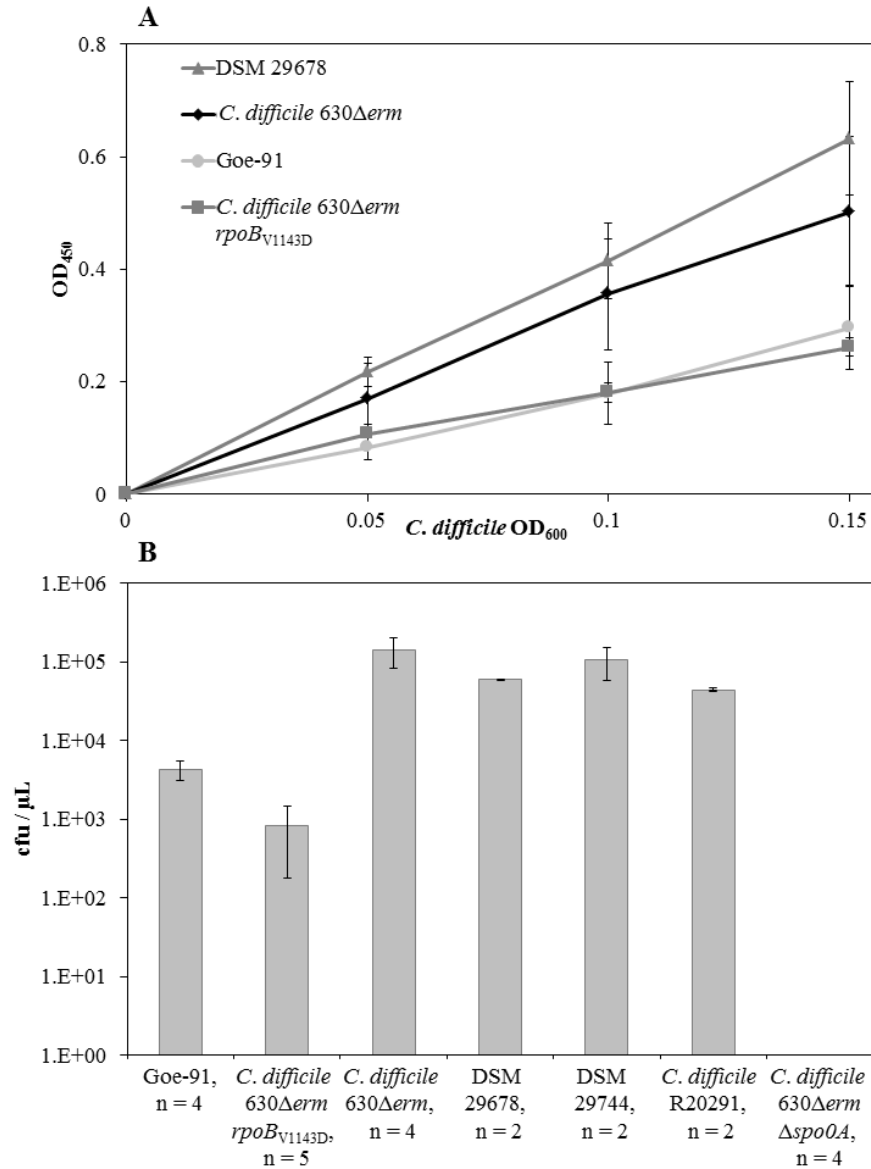 A
0.8
0.6
0.4
0.2
0
OD450
DSM 29678
C. difficile 630Δerm
Goe-91
C. difficile 630Δerm
rpoBV1143D
0
0.05
0.1
0.15
C. difficile OD600
B
1.E+06
1.E+05
1.E+04
1.E+03
1.E+02
1.E+01
1.E+00
cfu / µL
Goe-91,
n = 4
C. difficile
630Δerm
rpoBV1143D,
n = 5
C. difficile
630Δerm,
n = 4
DSM
29678,
n = 2
DSM
29744,
n = 2
C. difficile
R20291,
n = 2
C. difficile
630Δerm
Δspo0A,
n = 4